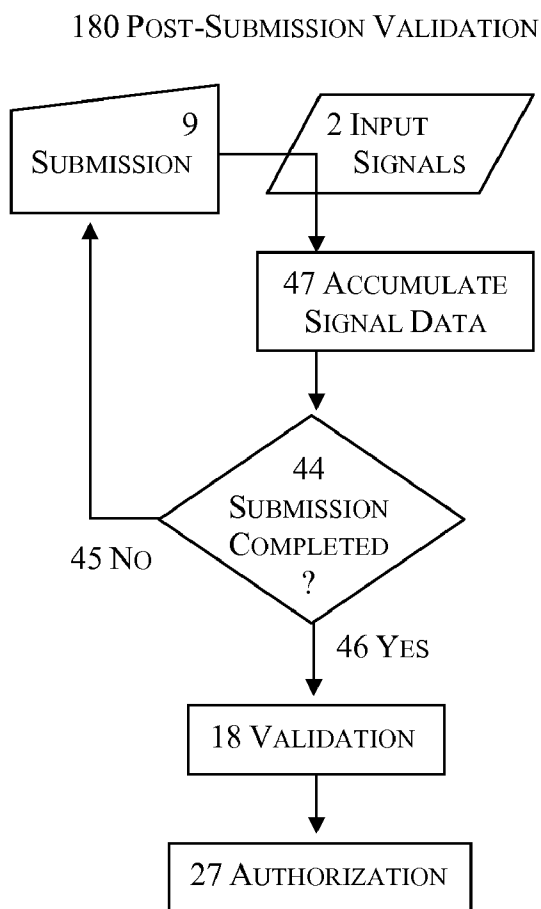 180 POST-SUBMISSION VALIDATION
9
SUBMISSION
2 INPUT
SIGNALS
47 ACCUMULATE
SIGNAL DATA
44
SUBMISSION
COMPLETED
?
45 NO
46 YES
18 VALIDATION
27 AUTHORIZATION